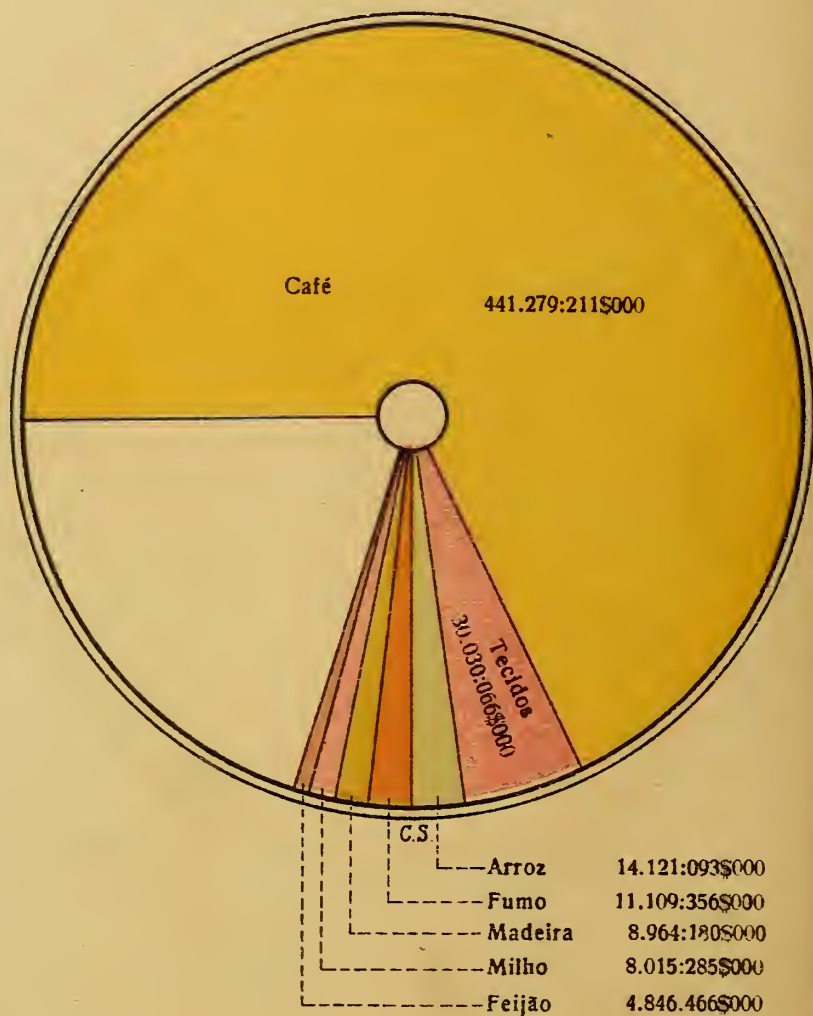 Café
441.279:211$000
Tecidos
30.030:066$000
C.S.
Arroz 14.121:093$000
Fumo 11.109:356$000
Madeira 8.964:180$000
Milho 8.015:285$000
Feijão 4.846.466$000